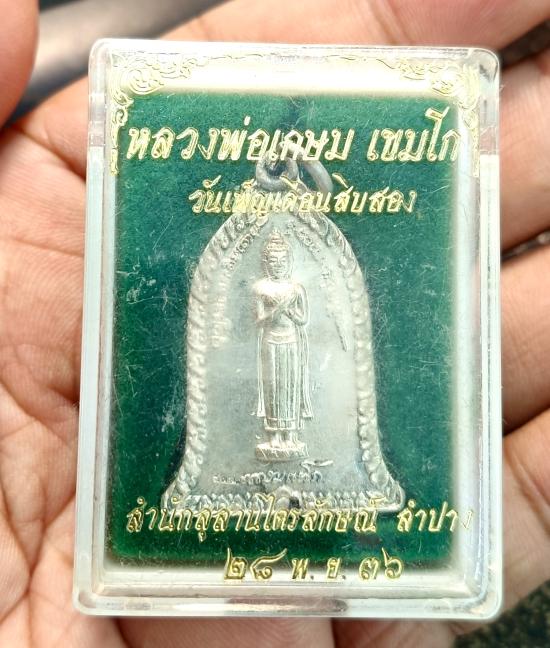 หลวงพ่อเกษม เขมโก
วันเพ็ญเดือนสิบสอง
สำนักสุสานไตรลักษณ์ ลำปาง
๒๘ พ.ย. ๓๖